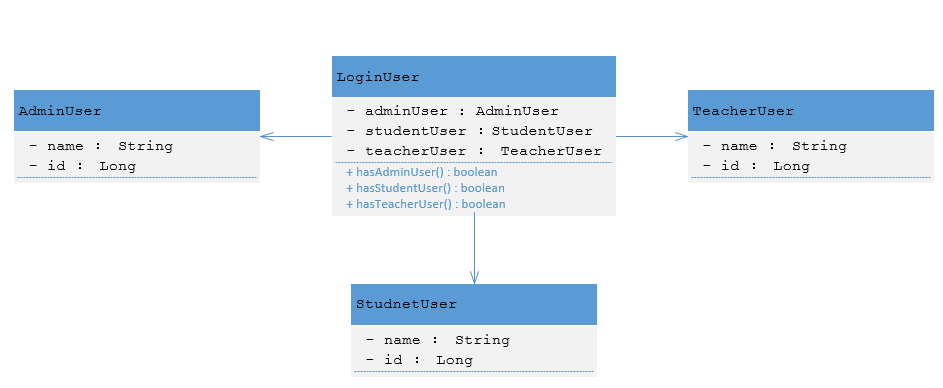 LoginUser
- adminUser : AdminUser
- studentUser : StudentUser
- teacherUser : TeacherUser
+ hasAdminUser() : boolean
+ hasStudentUser() : boolean
+ hasTeacherUser() : boolean
AdminUser
- name : String
- id : Long
TeacherUser
- name : String
- id : Long
StudnetUser
- name : String
- id : Long